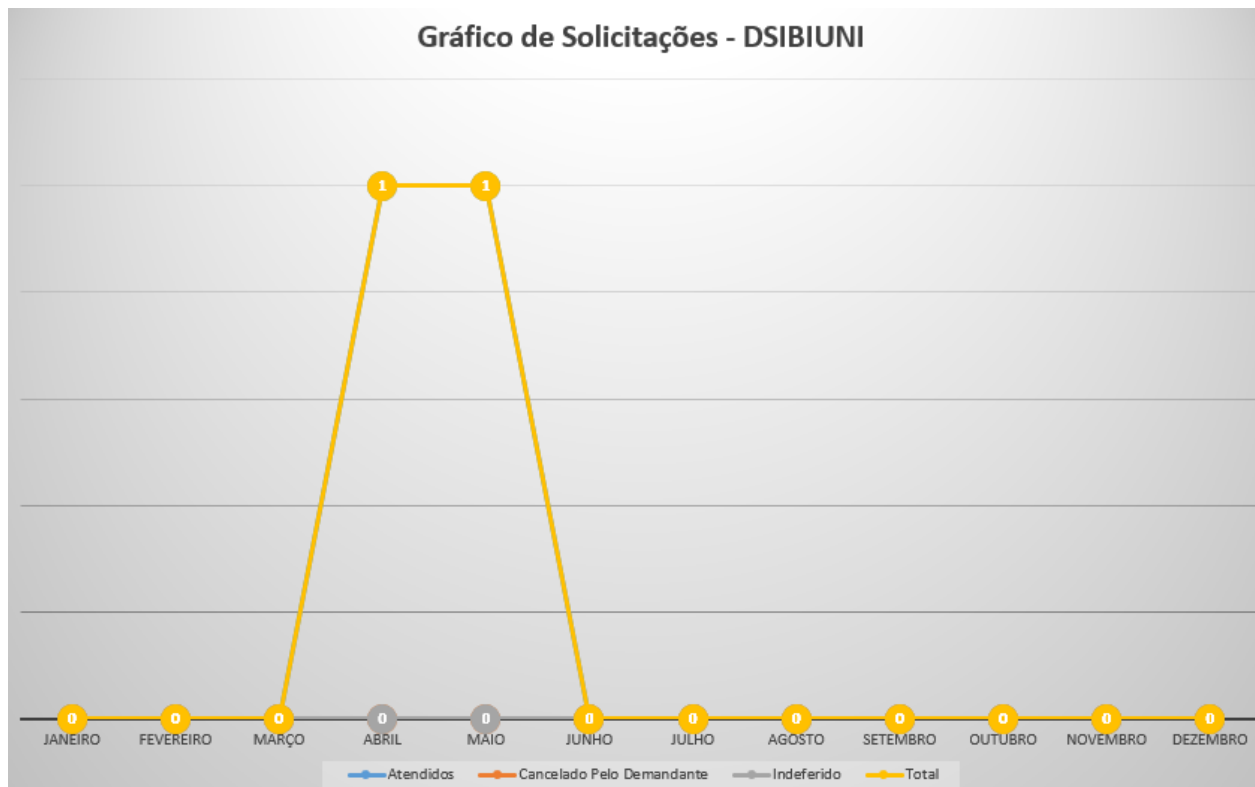 Gráfico de Solicitações - DSIBIUNI
1 1
0 0 0 0 0 0 0 0 0 0 0 0
JANEIRO FEVEREIRO MARÇO ABRIL MAIO JUNHO JULHO AGOSTO SETEMBRO OUTUBRO NOVEMBRO DEZEMBRO
Atendidos Cancelado Pelo Demandante Indeferido Total